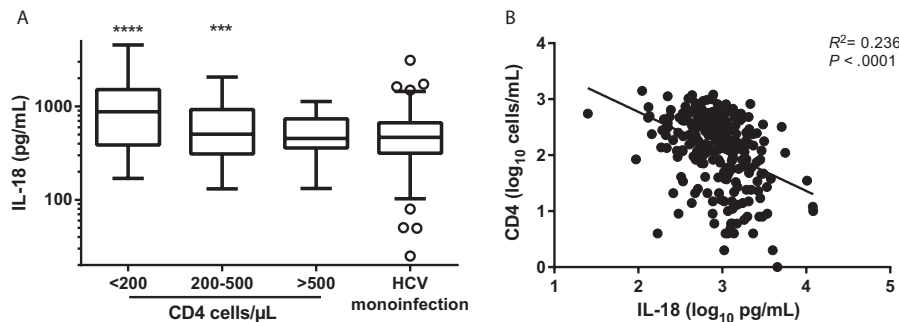 A
****
***
1000
100
IL-18 (pg/mL)
<200
200-500
>500
HCV
monoinfection
CD4 cells/µL
B
R²= 0.236
P < .0001
4
3
2
1
0
CD4 (log₁₀ cells/mL)
1
2
3
4
5
IL-18 (log₁₀ pg/mL)